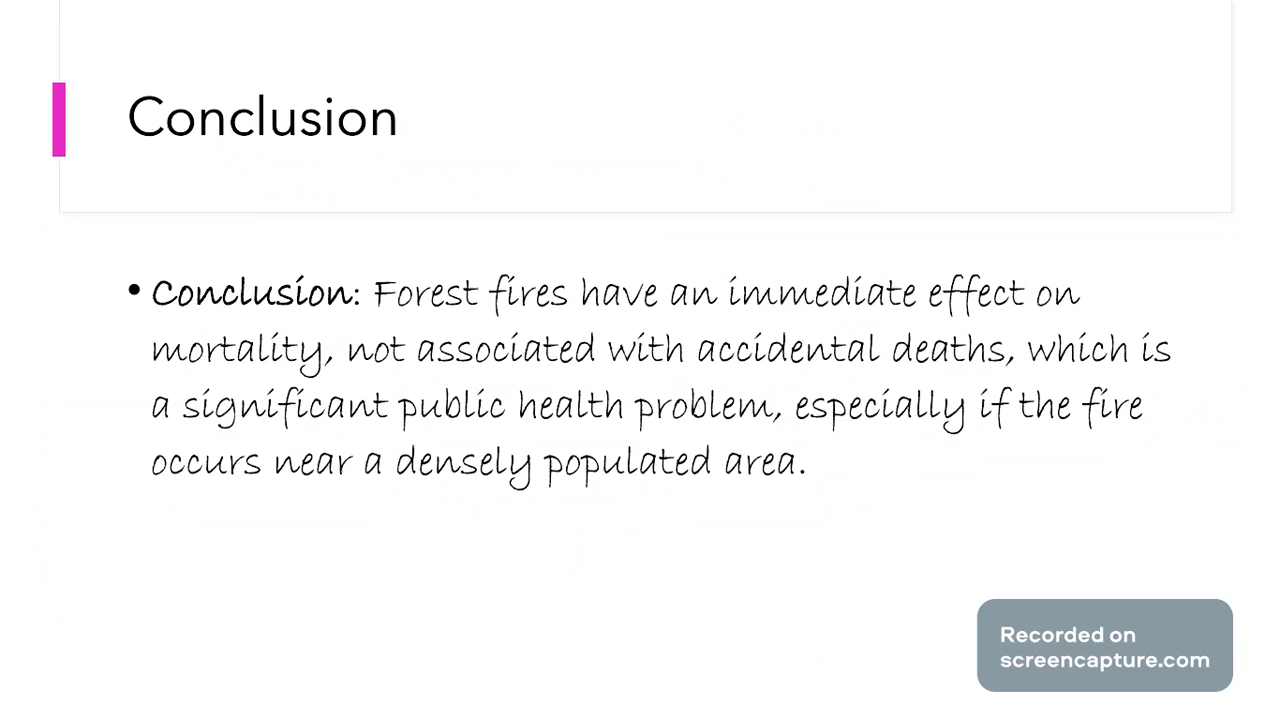 Conclusion
• Conclusion: Forest fires have an immediate effect on
mortality, not associated with accidental deaths, which is
a significant public health problem, especially if the fire
occurs near a densely populated area.
Recorded on
screencapture.com